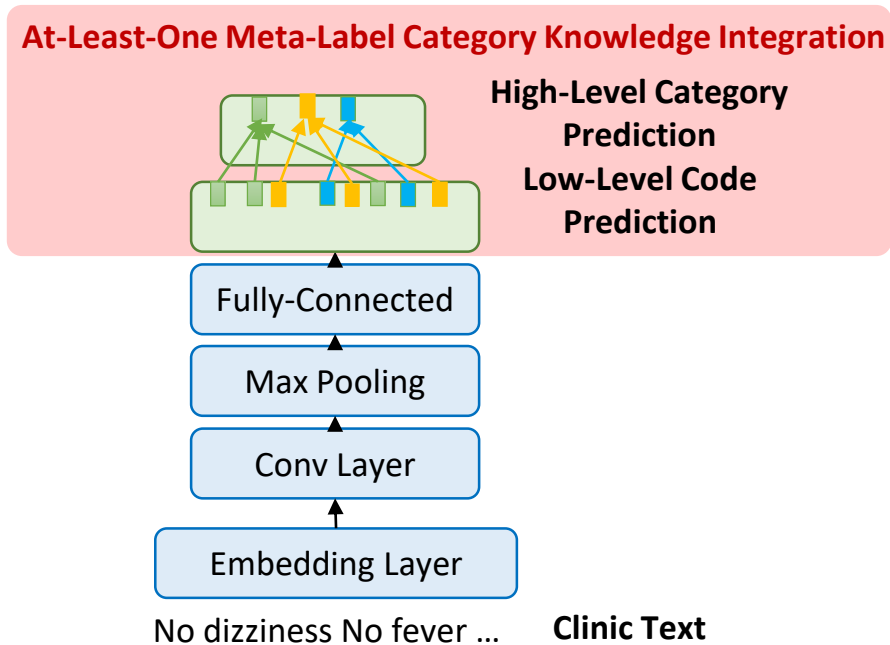 At-Least-One Meta-Label Category Knowledge Integration
High-Level Category
Prediction
Low-Level Code
Prediction
Fully-Connected
Max Pooling
Conv Layer
Embedding Layer
No dizziness No fever ... Clinic Text